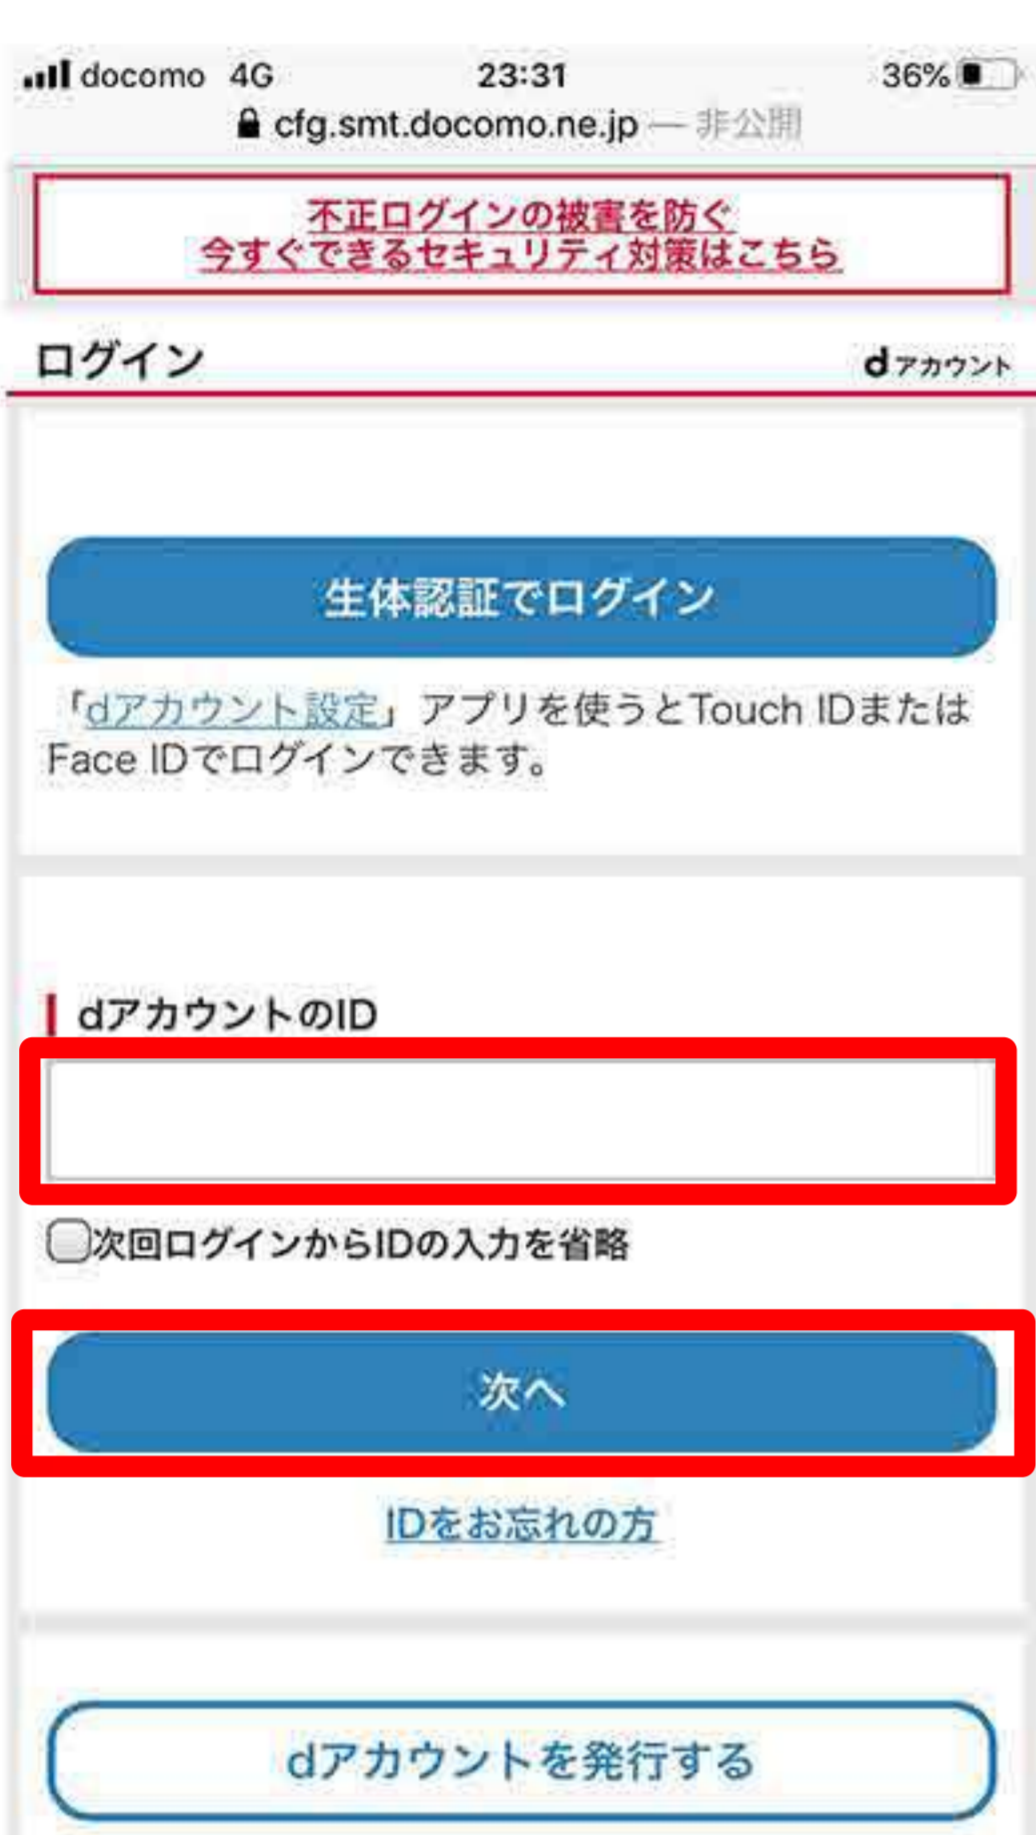 docomo 4G 23:31 36%
cfg.smt.docomo.ne.jp — 非公開
不正ログインの被害を防ぐ
今すぐできるセキュリティ対策はこちら
ログイン
dアカウント
生体認証でログイン
「dアカウント設定」アプリを使うとTouch IDまたは
Face IDでログインできます。
dアカウントのID
次回ログインからIDの入力を省略
次へ
IDをお忘れの方
dアカウントを発行する